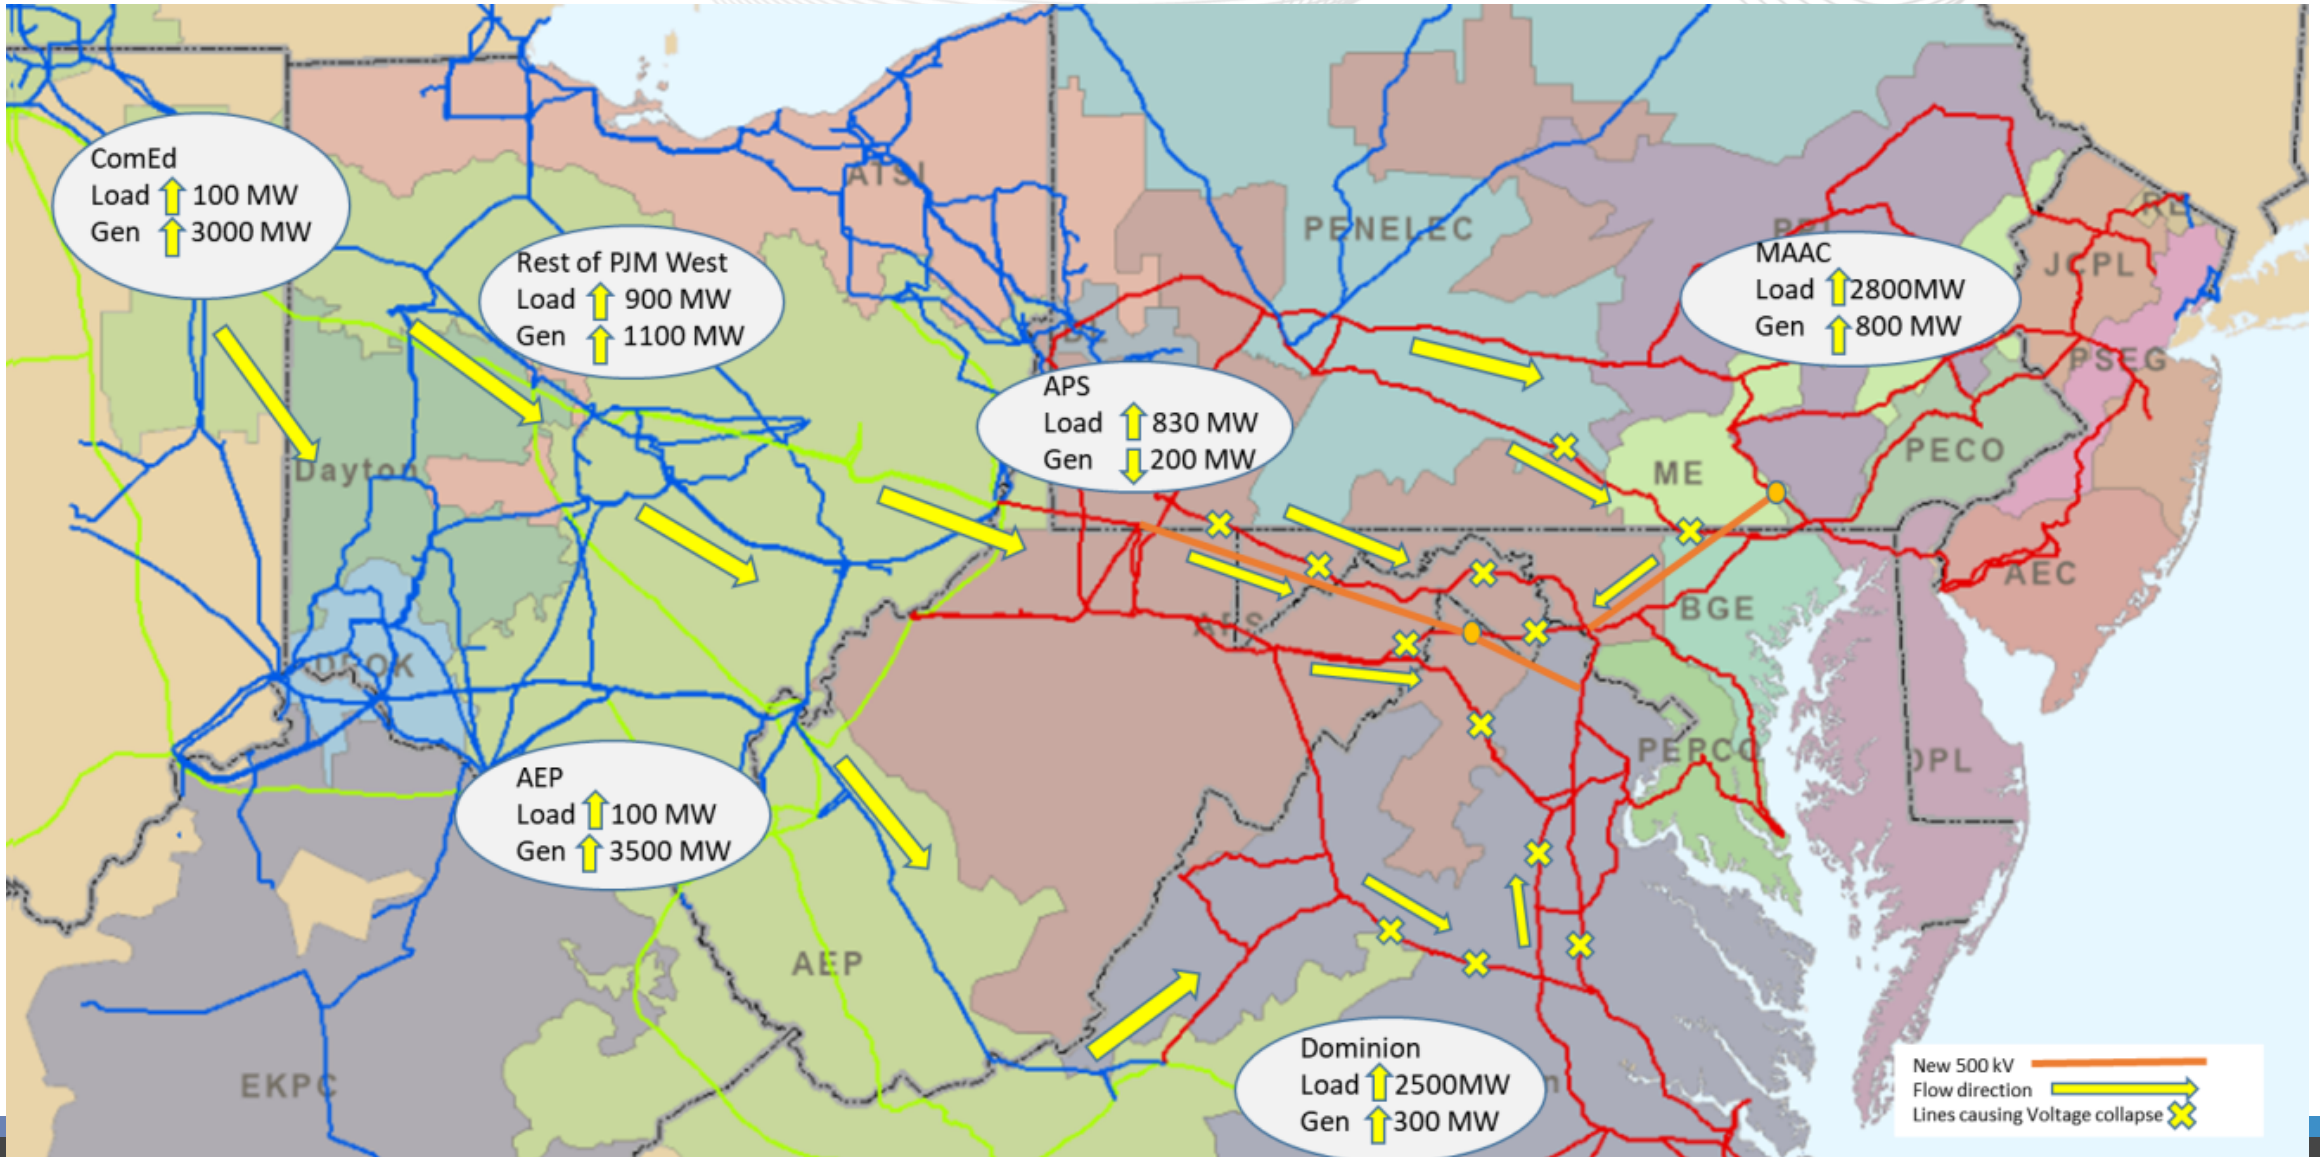 ComEd
Load 100 MW
Gen 3000 MW
Rest of PJM West
Load 900 MW
Gen 1100 MW
APS
Load 830 MW
Gen 200 MW
MAAC
Load 2800MW
Gen 800 MW
AEP
Load 100 MW
Gen 3500 MW
Dominion
Load 2500MW
Gen 300 MW
ATSI
PENELEC
JCPL
PSEG
Dayton
ME
PECO
AEC
APS
BGE
PEPCO
DPL
AEP
EKPC
New 500 kV
Flow direction
Lines causing Voltage collapse